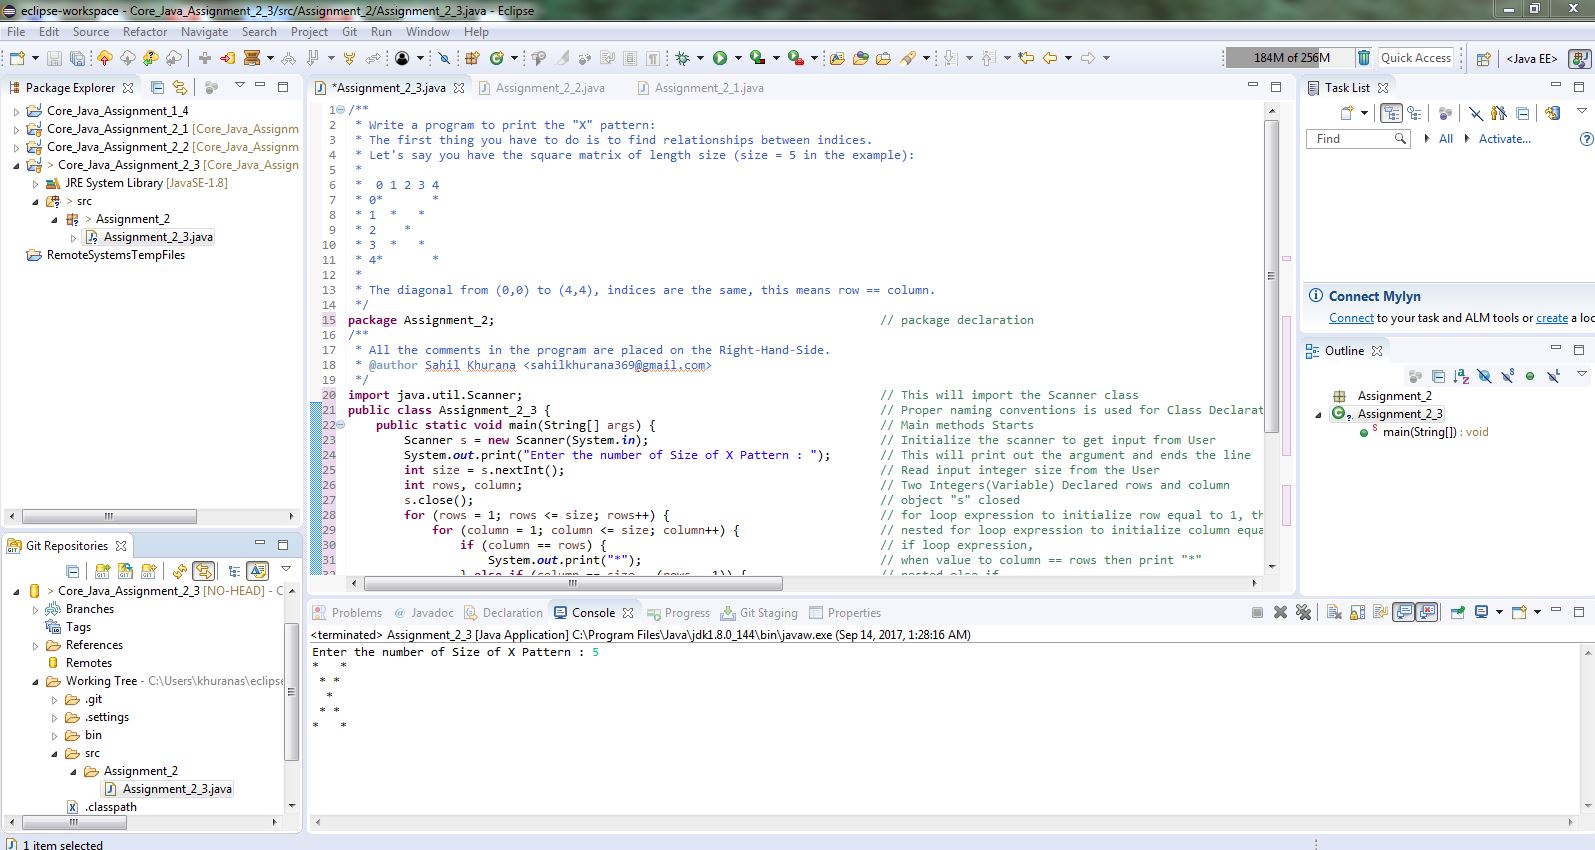 eclipse-workspace - Core_Java_Assignment_2_3/src/Assignment_2/Assignment_2_3.java - Eclipse
File Edit Source Refactor Navigate Search Project Git Run Window Help
184M of 256M Quick Access <Java EE>
Package Explorer
Core_Java_Assignment_1_4
Core_Java_Assignment_2_1 [Core_Java_Assignm
Core_Java_Assignment_2_2 [Core_Java_Assignm
> Core_Java_Assignment_2_3 [Core_Java_Assign
JRE System Library [JavaSE-1.8]
> src
> Assignment_2
Assignment_2_3.java
RemoteSystemsTempFiles
*Assignment_2_3.java Assignment_2_2.java Assignment_2_1.java
1 /**
2 * Write a program to print the "X" pattern:
3 * The first thing you have to do is to find relationships between indices.
4 * Let's say you have the square matrix of length size (size = 5 in the example):
5 *
6 *  0 1 2 3 4
7 * 0*       *
8 * 1  *   *
9 * 2    *
10 * 3  *   *
11 * 4*       *
12 *
13 * The diagonal from (0,0) to (4,4), indices are the same, this means row == column.
14 */
15 package Assignment_2; // package declaration
16 /**
17 * All the comments in the program are placed on the Right-Hand-Side.
18 * @author Sahil Khurana <sahilkhurana369@gmail.com>
19 */
20 import java.util.Scanner; // This will import the Scanner class
21 public class Assignment_2_3 { // Proper naming conventions is used for Class Declarat
22 public static void main(String[] args) { // Main methods Starts
23 Scanner s = new Scanner(System.in); // Initialize the scanner to get input from User
24 System.out.print("Enter the number of Size of X Pattern : "); // This will print out the argument and ends the line
25 int size = s.nextInt(); // Read input integer size from the User
26 int rows, column; // Two Integers(Variable) Declared rows and column
27 s.close(); // object "s" closed
28 for (rows = 1; rows <= size; rows++) { // for loop expression to initialize row equal to 1, th
29 for (column = 1; column <= size; column++) { // nested for loop expression to initialize column equa
30 if (column == rows) { // if loop expression,
31 System.out.print("*"); // when value to column == rows then print "*"
32 } else if (column == size - (rows - 1)) { // nested else if
Task List
Find All Activate...
Connect Mylyn
Connect to your task and ALM tools or create a loc
Outline
Assignment_2
Assignment_2_3
main(String[]) : void
Git Repositories
> Core_Java_Assignment_2_3 [NO-HEAD] - C
Branches
Tags
References
Remotes
Working Tree - C:\Users\khuranas\eclipse
.git
.settings
bin
src
Assignment_2
Assignment_2_3.java
.classpath
Problems Javadoc Declaration Console Progress Git Staging Properties
<terminated> Assignment_2_3 [Java Application] C:\Program Files\Java\jdk1.8.0_144\bin\javaw.exe (Sep 14, 2017, 1:28:16 AM)
Enter the number of Size of X Pattern : 5
*   *
 * *
  *
 * *
*   *
1 item selected